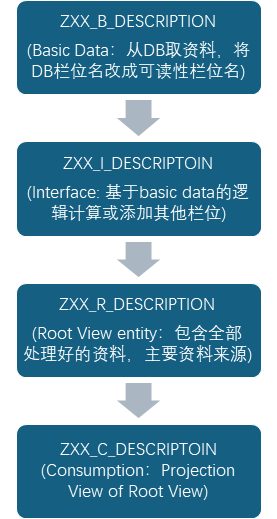 ZXX_B_DESCRIPTION
(Basic Data：从DB取资料，将
DB栏位名改成可读性栏位名)
ZXX_I_DESCRIPTOIN
(Interface: 基于basic data的逻
辑计算或添加其他栏位)
ZXX_R_DESCRIPTION
(Root View entity：包含全部
处理好的资料，主要资料来源)
ZXX_C_DESCRIPTOIN
(Consumption：Projection
View of Root View)